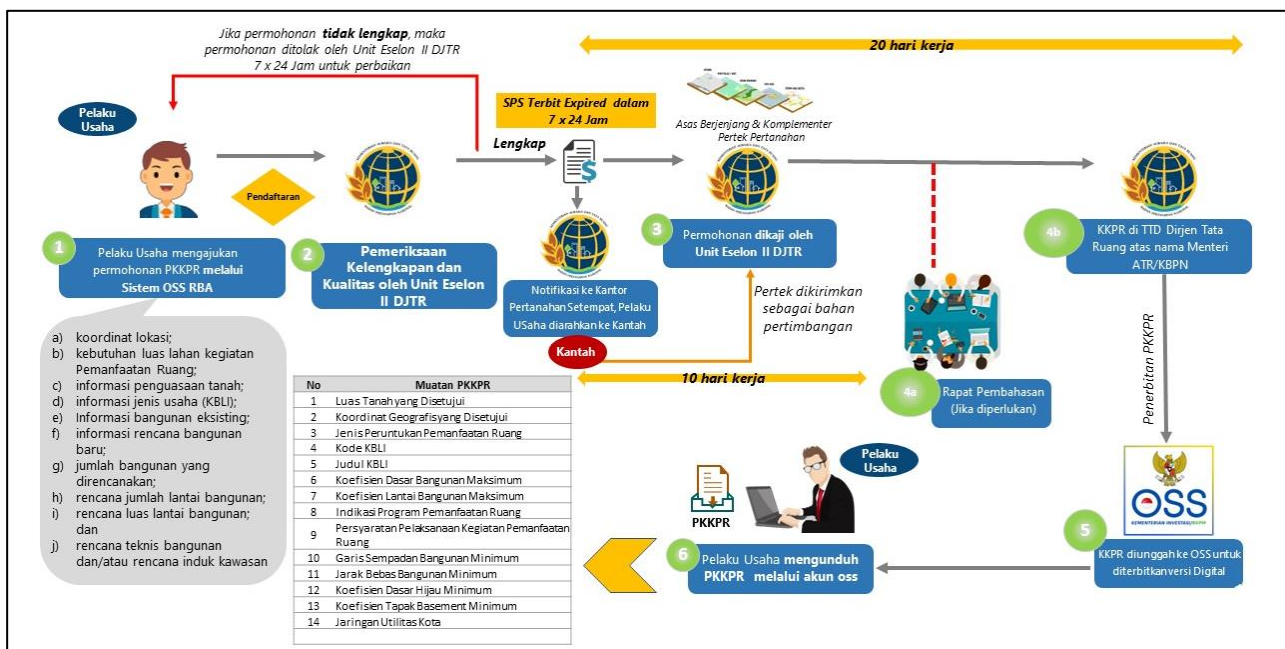 Jika permohonan tidak lengkap, maka
permohonan ditolak oleh Unit Eselon II DJTR
7 x 24 Jam untuk perbaikan
20 hari kerja
Pelaku
Usaha
SPS Terbit Expired dalam
7 x 24 Jam
Lengkap
Asas Berjenjang & Komplementer
Pertek Pertanahan
Pendaftaran
1
Pelaku Usaha mengajukan
permohonan PKKPR melalui
Sistem OSS RBA
2
Pemeriksaan
Kelengkapan dan
Kualitas oleh Unit Eselon
II DJTR
Notifikasi ke Kantor
Pertanahan Setempat, Pelaku
USaha diarahkan ke Kantah
Kantah
3
Permohonan dikaji oleh
Unit Eselon II DJTR
Pertek dikirimkan
sebagai bahan
pertimbangan
10 hari kerja
4a
Rapat Pembahasan
(Jika diperlukan)
4b
KKPR di TTD Dirjen Tata
Ruang atas nama Menteri
ATR/KBPN
Penerbitan PKKPR
a) koordinat lokasi;
b) kebutuhan luas lahan kegiatan
Pemanfaatan Ruang;
c) informasi penguasaan tanah;
d) informasi jenis usaha (KBLI);
e) Informasi bangunan eksisting;
f) informasi rencana bangunan
baru;
g) jumlah bangunan yang
direncanakan;
h) rencana jumlah lantai bangunan;
i) rencana luas lantai bangunan;
dan
j) rencana teknis bangunan
dan/atau rencana induk kawasan
No Muatan PKKPR
1 Luas Tanah yang Disetujui
2 Koordinat Geografis yang Disetujui
3 Jenis Peruntukan Pemanfaatan Ruang
4 Kode KBLI
5 Judul KBLI
6 Koefisien Dasar Bangunan Maksimum
7 Koefisien Lantai Bangunan Maksimum
8 Indikasi Program Pemanfaatan Ruang
9 Persyaratan Pelaksanaan Kegiatan Pemanfaatan
Ruang
10 Garis Sempadan Bangunan Minimum
11 Jarak Bebas Bangunan Minimum
12 Koefisien Dasar Hijau Minimum
13 Koefisien Tapak Basement Minimum
14 Jaringan Utilitas Kota
PKKPR
Pelaku
Usaha
6
Pelaku Usaha mengunduh
PKKPR melalui akun oss
OSS
KEMENTERIAN INVESTASI/BKPM
5
KKPR diunggah ke OSS untuk
diterbitkan versi Digital